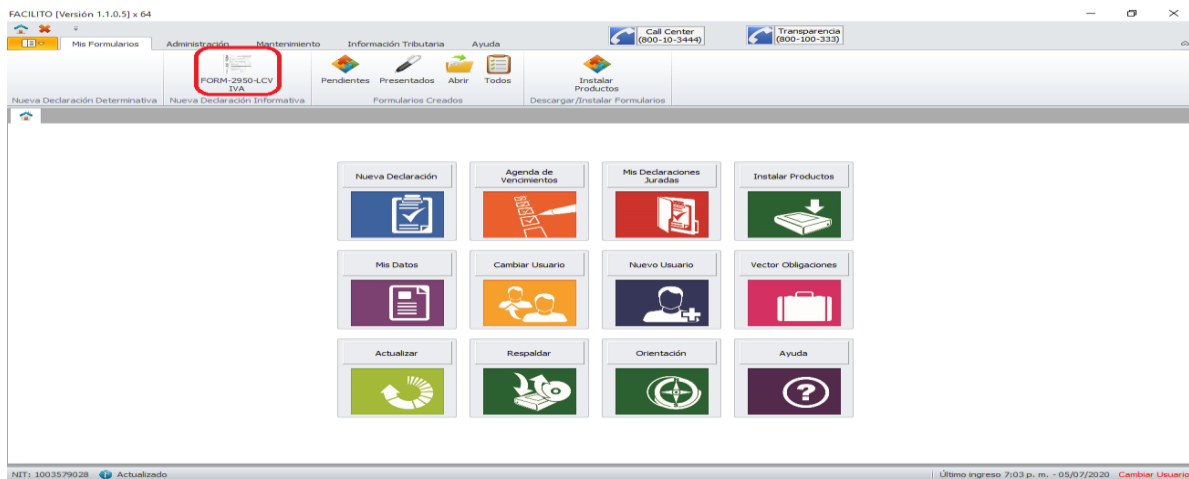 FACILITO [Versión 1.1.0.5] x 64
Mis Formularios Administración Mantenimiento Información Tributaria Ayuda
Call Center
(800-10-3444)
Transparencia
(800-100-333)
FORM-2950-LCV
IVA
Pendientes Presentados Abrir Todos
Instalar
Productos
Nueva Declaración Determinativa Nueva Declaración Informativa Formularios Creados Descargar/Instalar Formularios
Nueva Declaración
Agenda de
Vencimientos
Mis Declaraciones
Juradas
Instalar Productos
Mis Datos
Cambiar Usuario
Nuevo Usuario
Vector Obligaciones
Actualizar
Respaldar
Orientación
Ayuda
NIT: 1003579028 Actualizado Último ingreso 7:03 p. m. - 05/07/2020 Cambiar Usuario